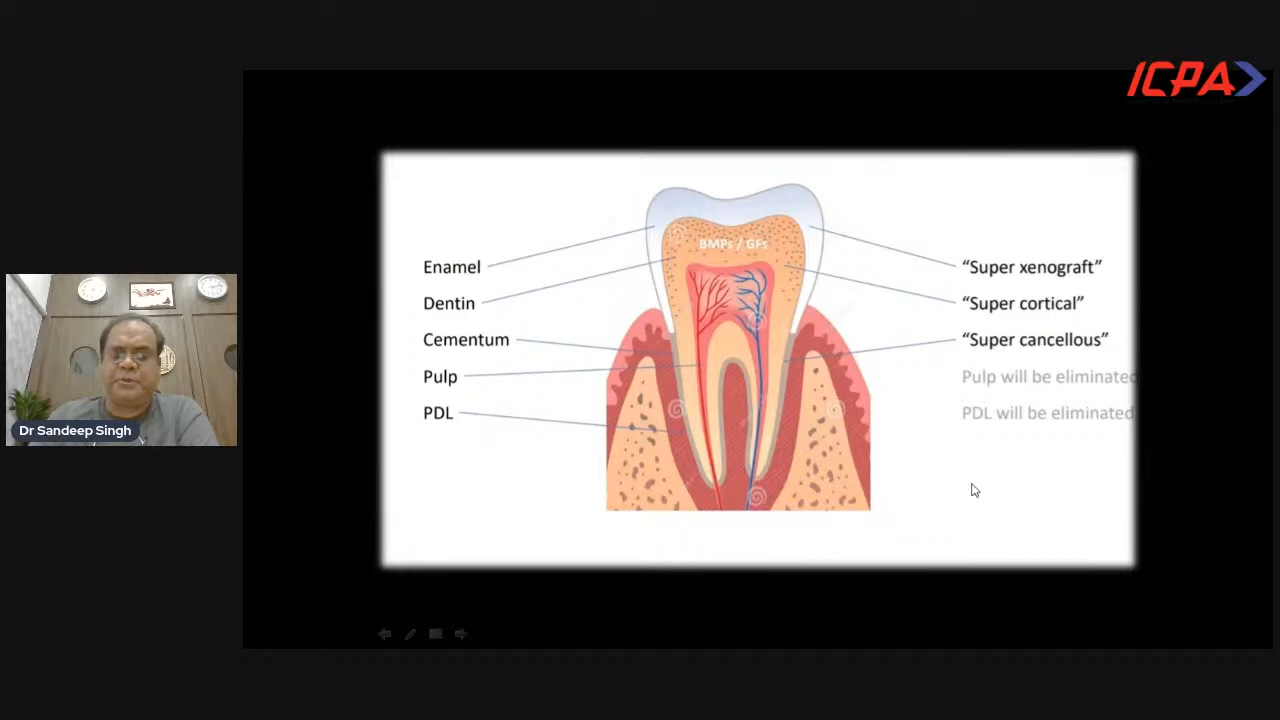 ICPA
BMPs / GFs
Enamel
Dentin
Cementum
Pulp
PDL
“Super xenograft”
“Super cortical”
“Super cancellous”
Pulp will be eliminated
PDL will be eliminated
Dr Sandeep Singh